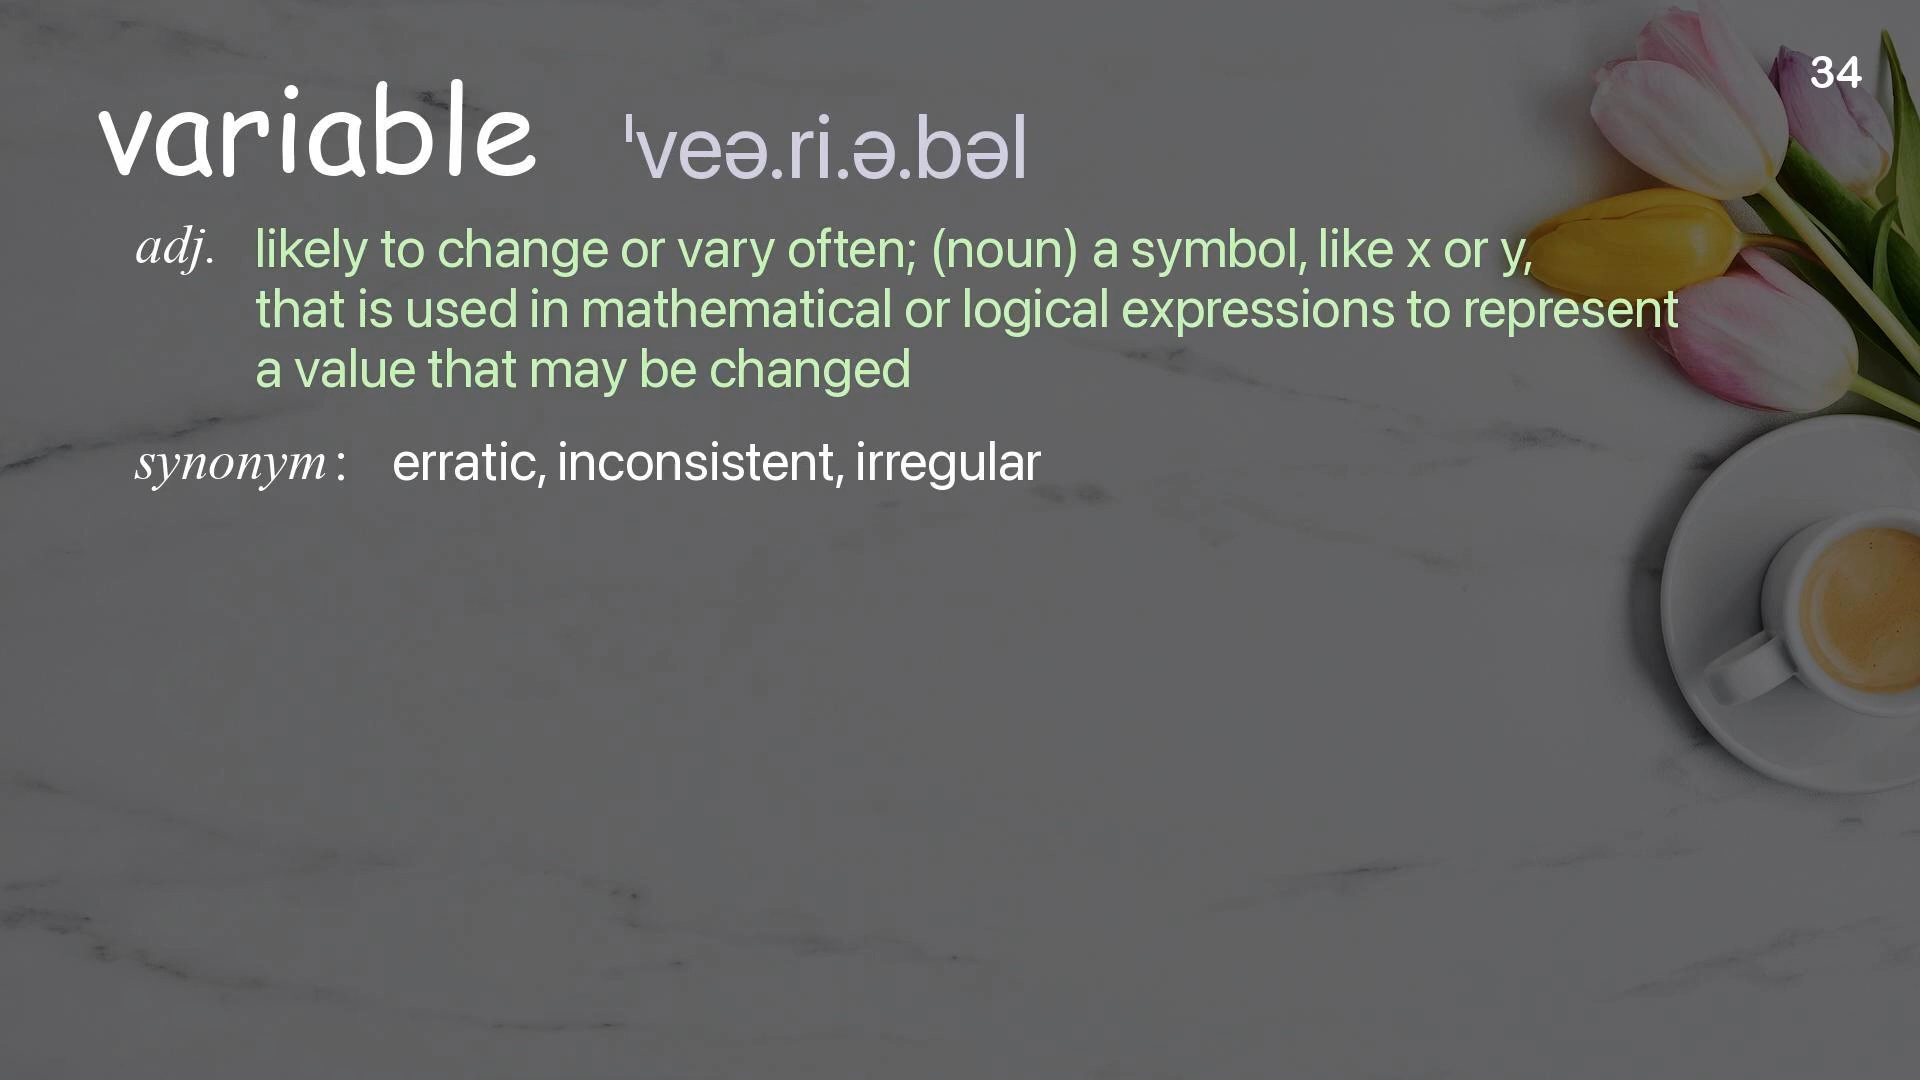 34
variable ˈveə.ri.ə.bəl
adj. likely to change or vary often; (noun) a symbol, like x or y,
that is used in mathematical or logical expressions to represent
a value that may be changed
synonym : erratic, inconsistent, irregular